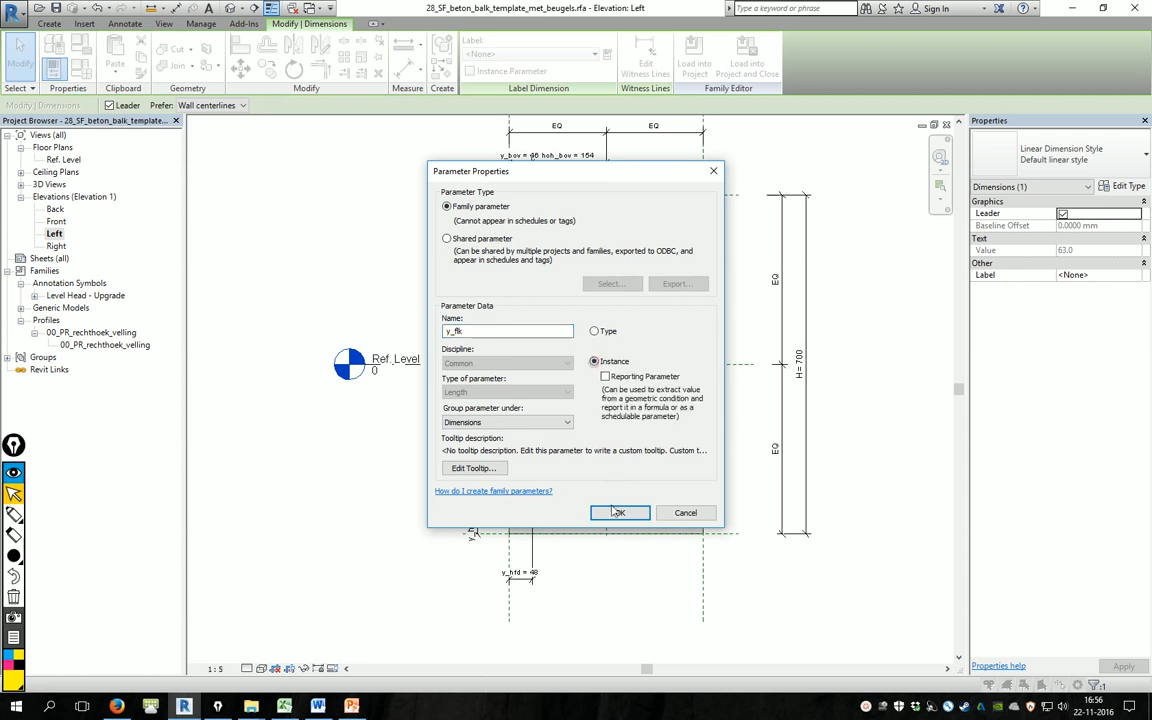 28_SF_beton_balk_template_met_beugels.rfa - Elevation: Left
Type a keyword or phrase
Sign In
Create Insert Annotate View Manage Add-Ins Modify | Dimensions
Modify
Paste
Cut
Join
Label:
<None>
Instance Parameter
Edit
Witness Lines
Load into
Project
Load into
Project and Close
Select Properties Clipboard Geometry Modify Measure Create Label Dimension Witness Lines Family Editor
Modify | Dimensions Leader Prefer: Wall centerlines
Project Browser - 28_SF_beton_balk_template...
Views (all)
Floor Plans
Ref. Level
Ceiling Plans
3D Views
Elevations (Elevation 1)
Back
Front
Left
Right
Sheets (all)
Families
Annotation Symbols
Level Head - Upgrade
Generic Models
Profiles
00_PR_rechthoek_velling
00_PR_rechthoek_velling
Groups
Revit Links
EQ EQ
y_bov = 46 hoh_bov = 154
Ref. Level
0
EQ
H = 700
EQ
y_hfd = 48
Parameter Properties
Parameter Type
Family parameter
(Cannot appear in schedules or tags)
Shared parameter
(Can be shared by multiple projects and families, exported to ODBC, and
appear in schedules and tags)
Select... Export...
Parameter Data
Name:
y_flk
Type
Discipline:
Common
Instance
Type of parameter:
Length
Reporting Parameter
(Can be used to extract value
from a geometric condition and
report it in a formula or as a
schedulable parameter)
Group parameter under:
Dimensions
Tooltip description:
<No tooltip description. Edit this parameter to write a custom tooltip. Custom t...
Edit Tooltip...
How do I create family parameters?
OK Cancel
Properties
Linear Dimension Style
Default linear style
Dimensions (1) Edit Type
Graphics
Leader
Baseline Offset 0.0000 mm
Text
Value 63.0
Other
Label <None>
Properties help Apply
1 : 5
:1
16:56
22-11-2016